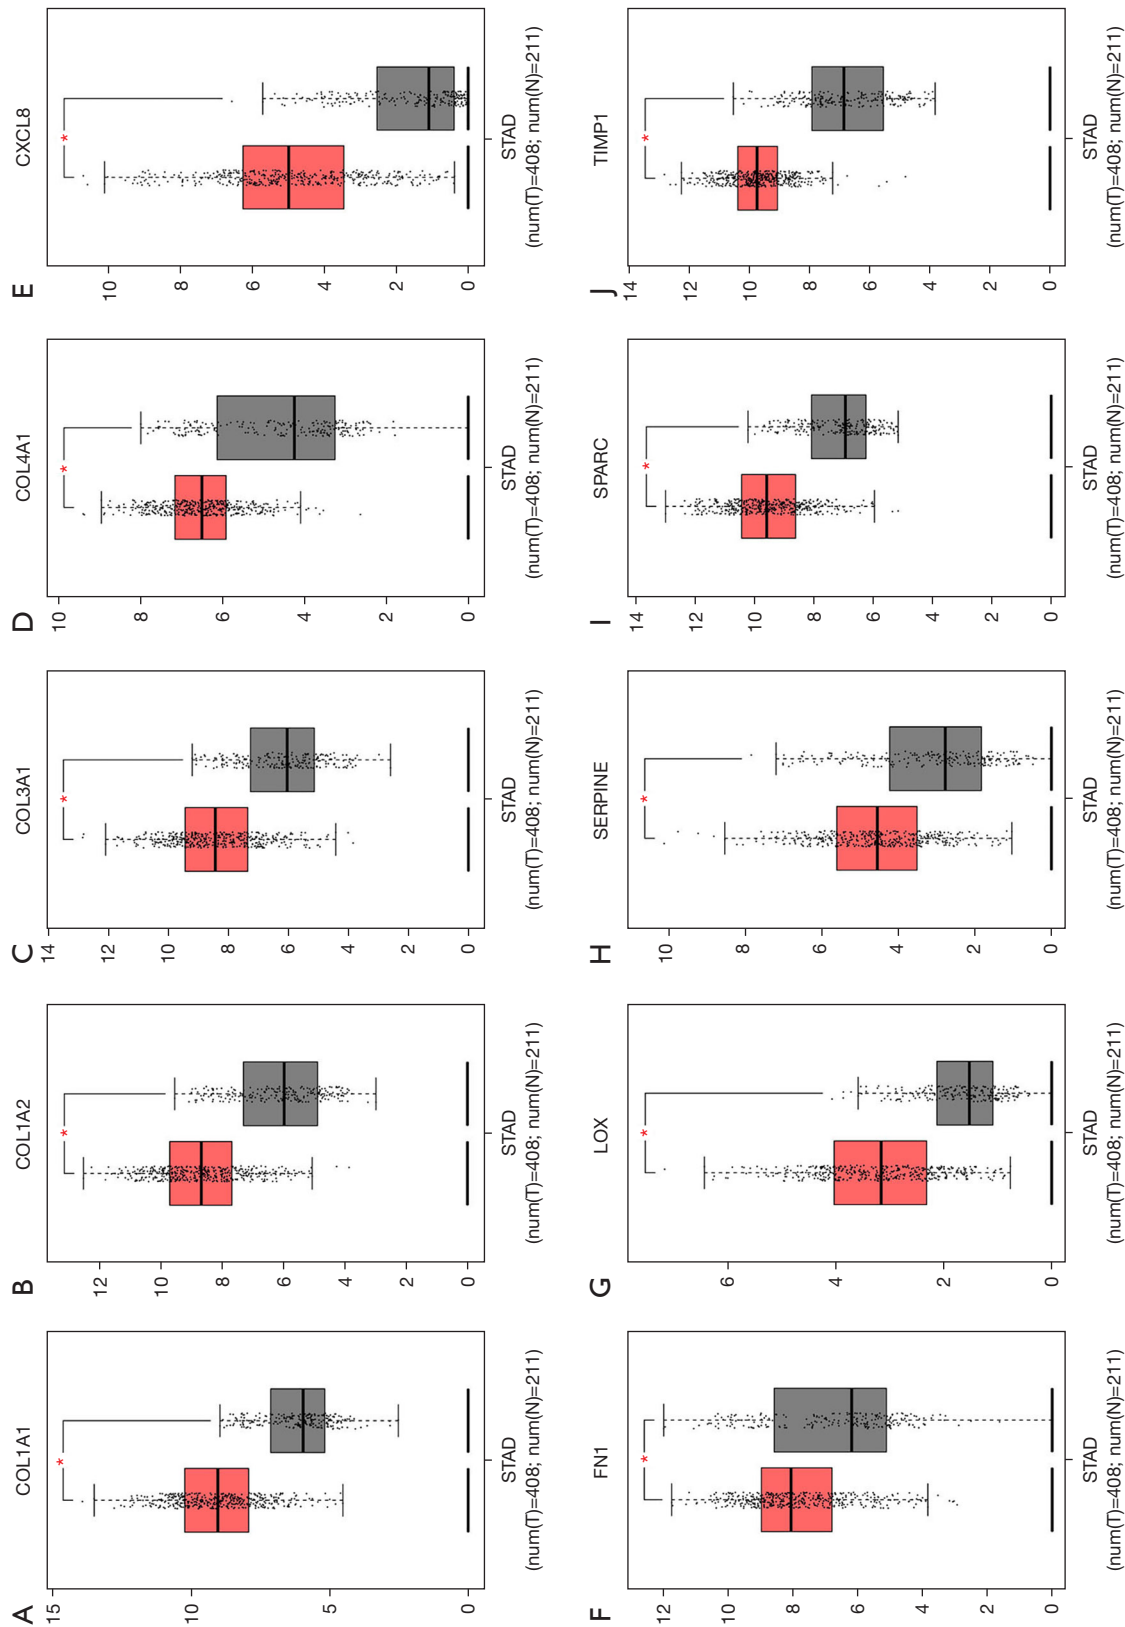 A
COL1A1
15
10
5
0
STAD
(num(T)=408; num(N)=211)
B
COL1A2
12
10
8
6
4
2
0
STAD
(num(T)=408; num(N)=211)
C
COL3A1
14
12
10
8
6
4
2
0
STAD
(num(T)=408; num(N)=211)
D
COL4A1
10
8
6
4
2
0
STAD
(num(T)=408; num(N)=211)
E
CXCL8
10
8
6
4
2
0
STAD
(num(T)=408; num(N)=211)
F
FN1
12
10
8
6
4
2
0
STAD
(num(T)=408; num(N)=211)
G
LOX
6
4
2
0
STAD
(num(T)=408; num(N)=211)
H
SERPINE
10
8
6
4
2
0
STAD
(num(T)=408; num(N)=211)
I
SPARC
14
12
10
8
6
4
2
0
STAD
(num(T)=408; num(N)=211)
J
TIMP1
14
12
10
8
6
4
2
0
STAD
(num(T)=408; num(N)=211)